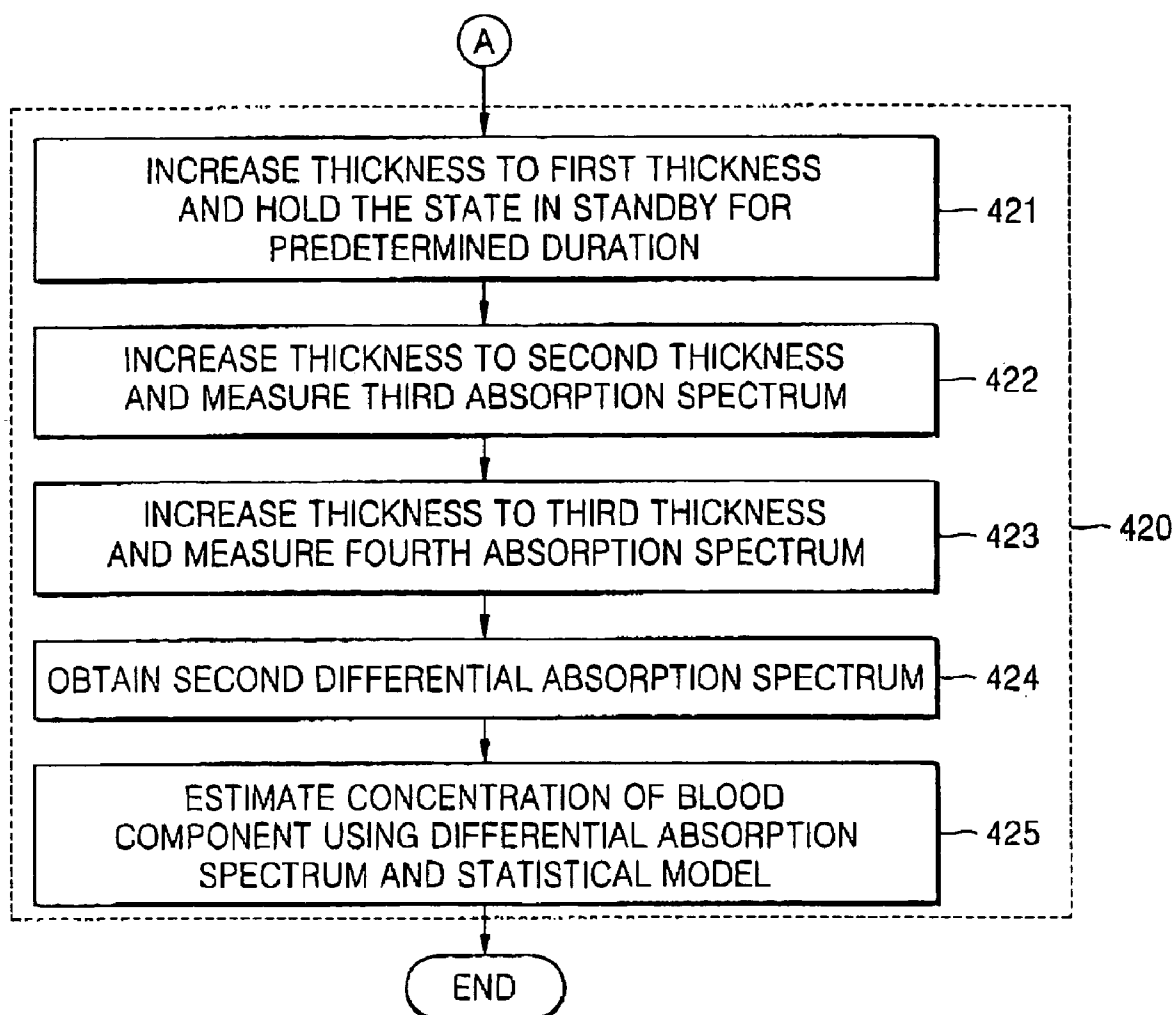 A
INCREASE THICKNESS TO FIRST THICKNESS
AND HOLD THE STATE IN STANDBY FOR
PREDETERMINED DURATION
421
INCREASE THICKNESS TO SECOND THICKNESS
AND MEASURE THIRD ABSORPTION SPECTRUM
422
INCREASE THICKNESS TO THIRD THICKNESS
AND MEASURE FOURTH ABSORPTION SPECTRUM
423
420
OBTAIN SECOND DIFFERENTIAL ABSORPTION SPECTRUM
424
ESTIMATE CONCENTRATION OF BLOOD
COMPONENT USING DIFFERENTIAL ABSORPTION
SPECTRUM AND STATISTICAL MODEL
425
END